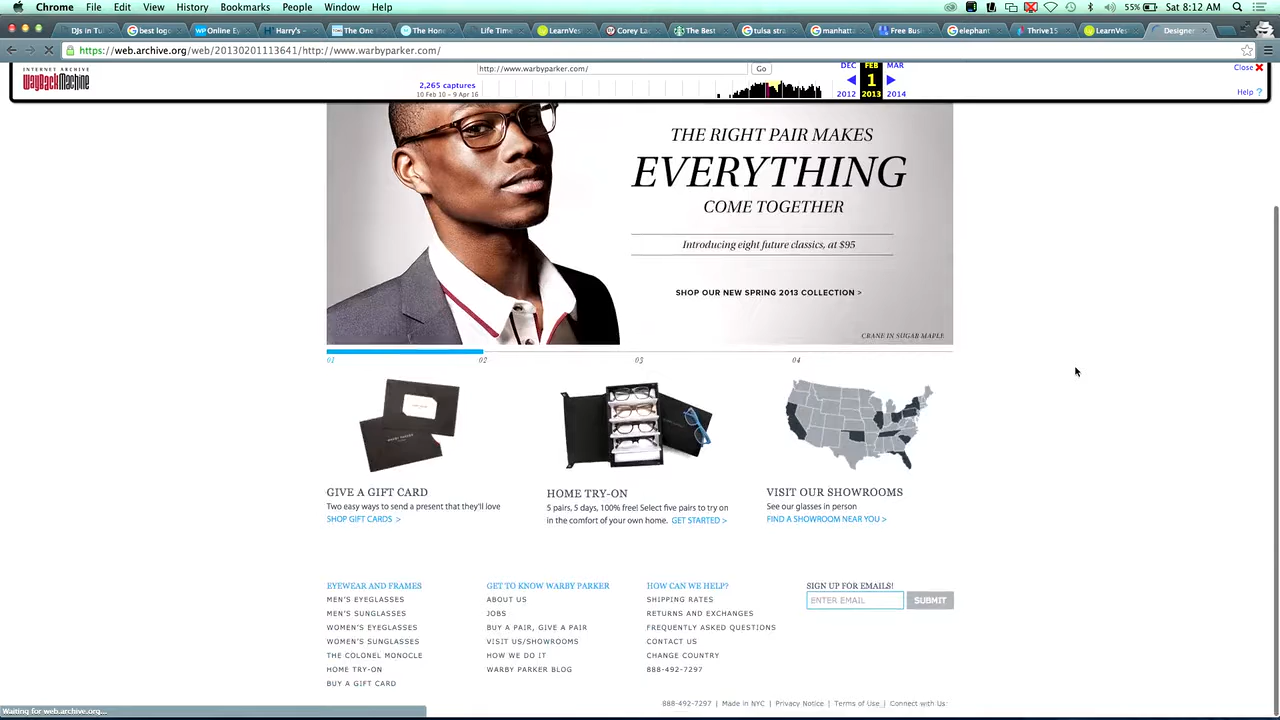 Chrome File Edit View History Bookmarks People Window Help 55% Sat 8:12 AM
DJs in Tu best logo Online Ey Harry's - The One The Hone Life Time LearnVes Corey La The Best tulsa stra manhatta Free Busi elephant Thrive15 LearnVes Designer
https://web.archive.org/web/20130201113641/http://www.warbyparker.com/
INTERNET ARCHIVE
WayBackMachine
http://www.warbyparker.com/ Go
DEC FEB MAR
Close
2,265 captures
10 Feb 10 – 9 Apr 16
1
2012 2013 2014
Help ?
THE RIGHT PAIR MAKES
EVERYTHING
COME TOGETHER
Introducing eight future classics, at $95
SHOP OUR NEW SPRING 2013 COLLECTION >
CRANE IN SUGAR MAPLE
01 02 03 04
GIVE A GIFT CARD
Two easy ways to send a present that they'll love
SHOP GIFT CARDS >
HOME TRY-ON
5 pairs, 5 days, 100% free! Select five pairs to try on
in the comfort of your own home. GET STARTED >
VISIT OUR SHOWROOMS
See our glasses in person
FIND A SHOWROOM NEAR YOU >
EYEWEAR AND FRAMES
MEN'S EYEGLASSES
MEN'S SUNGLASSES
WOMEN'S EYEGLASSES
WOMEN'S SUNGLASSES
THE COLONEL MONOCLE
HOME TRY-ON
BUY A GIFT CARD
GET TO KNOW WARBY PARKER
ABOUT US
JOBS
BUY A PAIR, GIVE A PAIR
VISIT US/SHOWROOMS
HOW WE DO IT
WARBY PARKER BLOG
HOW CAN WE HELP?
SHIPPING RATES
RETURNS AND EXCHANGES
FREQUENTLY ASKED QUESTIONS
CONTACT US
CHANGE COUNTRY
888-492-7297
SIGN UP FOR EMAILS!
ENTER EMAIL SUBMIT
888-492-7297 | Made in NYC | Privacy Notice | Terms of Use | Connect with Us:
Waiting for web.archive.org...